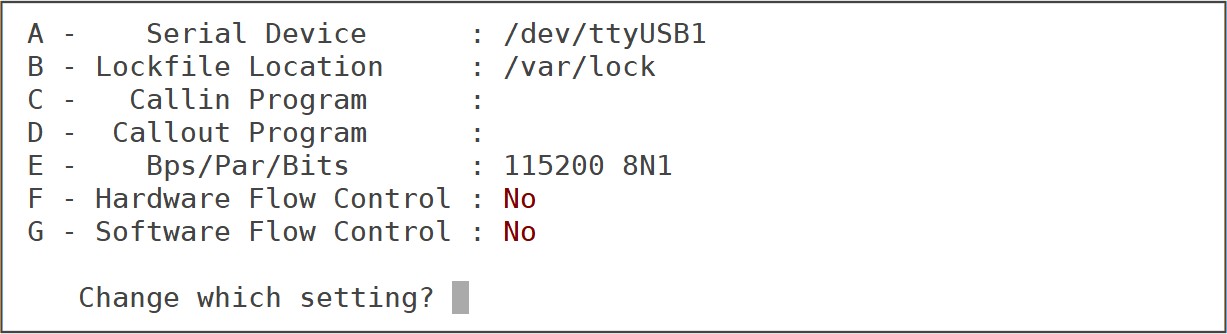 A -    Serial Device      : /dev/ttyUSB1
B - Lockfile Location     : /var/lock
C -   Callin Program      :
D -  Callout Program      :
E -    Bps/Par/Bits       : 115200 8N1
F - Hardware Flow Control : No
G - Software Flow Control : No
   Change which setting?